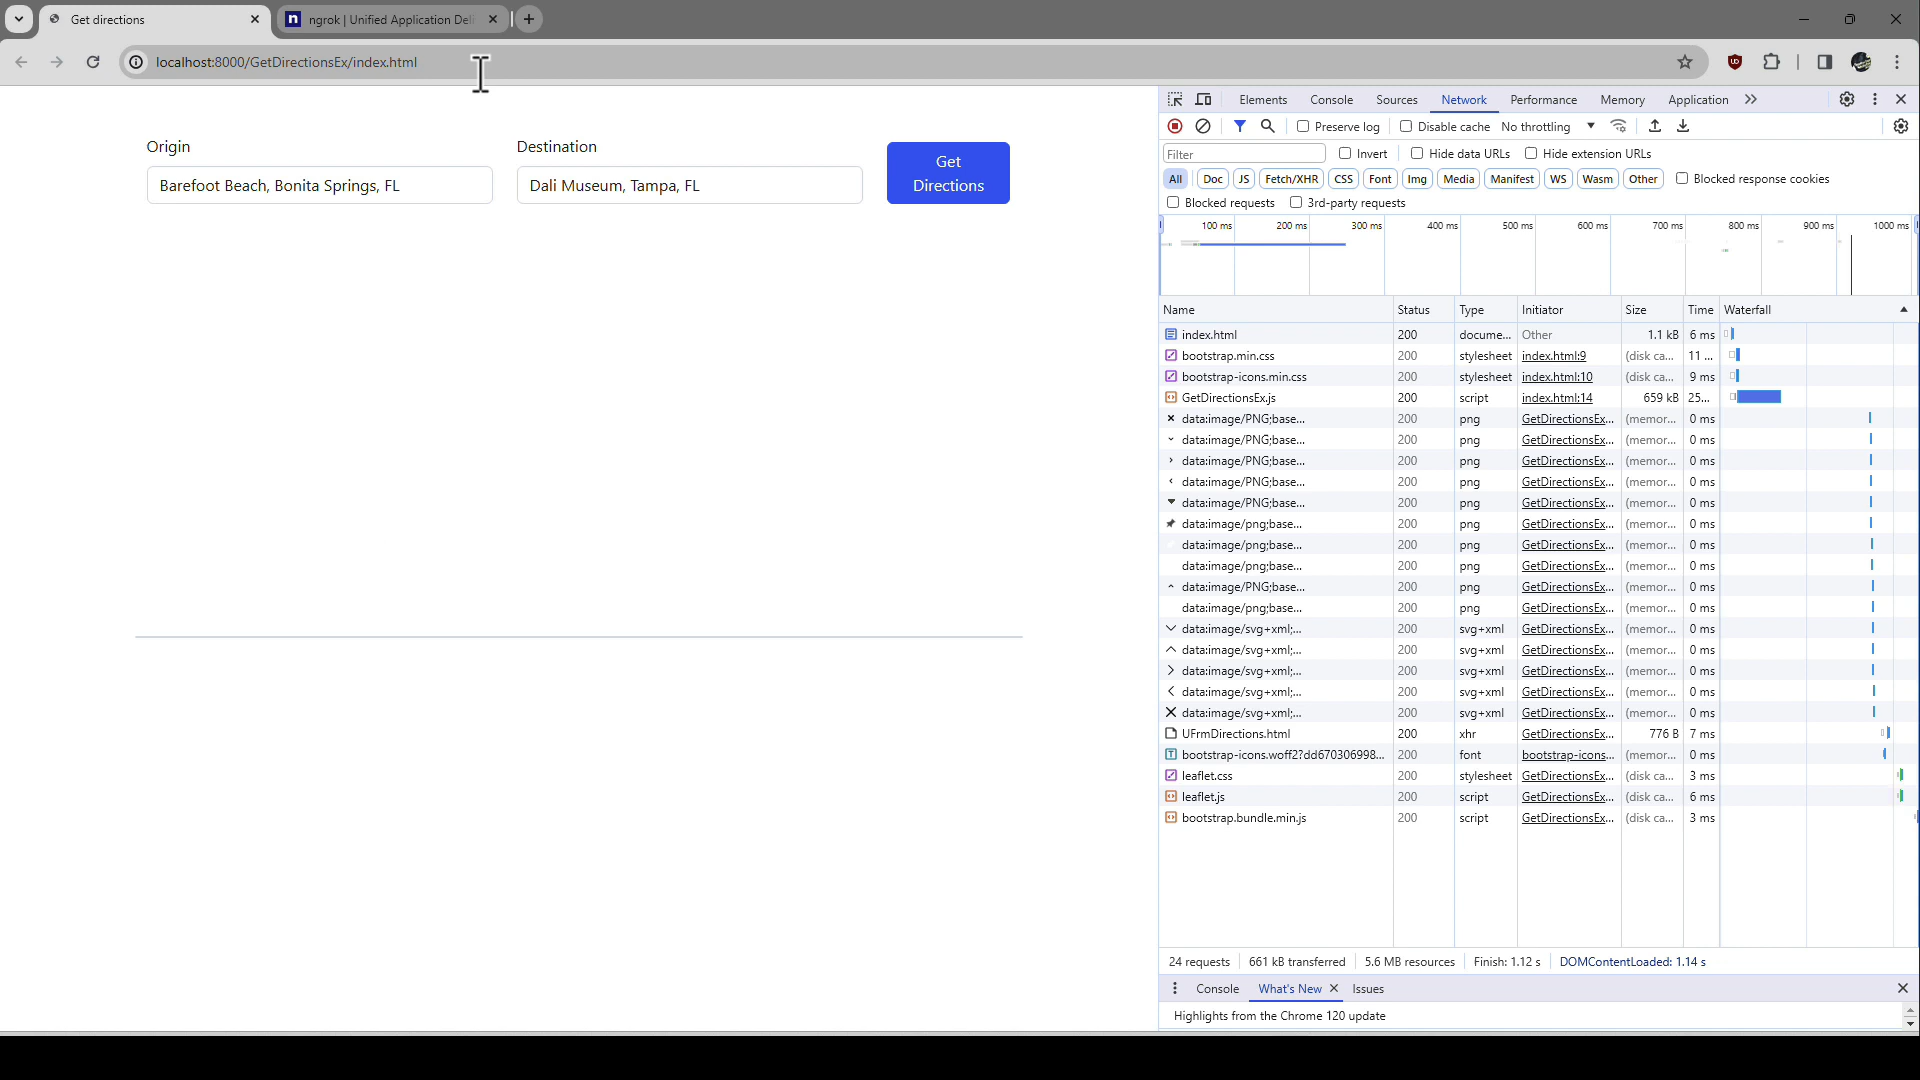 Get directions
ngrok | Unified Application Deli
localhost:8000/GetDirectionsEx/index.html
Origin
Destination
Barefoot Beach, Bonita Springs, FL
Dali Museum, Tampa, FL
Get
Directions
Elements Console Sources Network Performance Memory Application
Preserve log Disable cache No throttling
Filter Invert Hide data URLs Hide extension URLs
All Doc JS Fetch/XHR CSS Font Img Media Manifest WS Wasm Other Blocked response cookies
Blocked requests 3rd-party requests
100 ms 200 ms 300 ms 400 ms 500 ms 600 ms 700 ms 800 ms 900 ms 1000 ms
Name Status Type Initiator Size Time Waterfall
index.html 200 docume... Other 1.1 kB 6 ms
bootstrap.min.css 200 stylesheet index.html:9 (disk ca... 11 ...
bootstrap-icons.min.css 200 stylesheet index.html:10 (disk ca... 9 ms
GetDirectionsEx.js 200 script index.html:14 659 kB 25...
data:image/PNG;base... 200 png GetDirectionsEx... (memor... 0 ms
data:image/PNG;base... 200 png GetDirectionsEx... (memor... 0 ms
data:image/PNG;base... 200 png GetDirectionsEx... (memor... 0 ms
data:image/PNG;base... 200 png GetDirectionsEx... (memor... 0 ms
data:image/PNG;base... 200 png GetDirectionsEx... (memor... 0 ms
data:image/png;base... 200 png GetDirectionsEx... (memor... 0 ms
data:image/png;base... 200 png GetDirectionsEx... (memor... 0 ms
data:image/png;base... 200 png GetDirectionsEx... (memor... 0 ms
data:image/PNG;base... 200 png GetDirectionsEx... (memor... 0 ms
data:image/png;base... 200 png GetDirectionsEx... (memor... 0 ms
data:image/svg+xml;... 200 svg+xml GetDirectionsEx... (memor... 0 ms
data:image/svg+xml;... 200 svg+xml GetDirectionsEx... (memor... 0 ms
data:image/svg+xml;... 200 svg+xml GetDirectionsEx... (memor... 0 ms
data:image/svg+xml;... 200 svg+xml GetDirectionsEx... (memor... 0 ms
data:image/svg+xml;... 200 svg+xml GetDirectionsEx... (memor... 0 ms
UFrmDirections.html 200 xhr GetDirectionsEx... 776 B 7 ms
bootstrap-icons.woff2?dd670306998... 200 font bootstrap-icons... (memor... 0 ms
leaflet.css 200 stylesheet GetDirectionsEx... (disk ca... 3 ms
leaflet.js 200 script GetDirectionsEx... (disk ca... 6 ms
bootstrap.bundle.min.js 200 script GetDirectionsEx... (disk ca... 3 ms
24 requests 661 kB transferred 5.6 MB resources Finish: 1.12 s DOMContentLoaded: 1.14 s
Console What's New Issues
Highlights from the Chrome 120 update